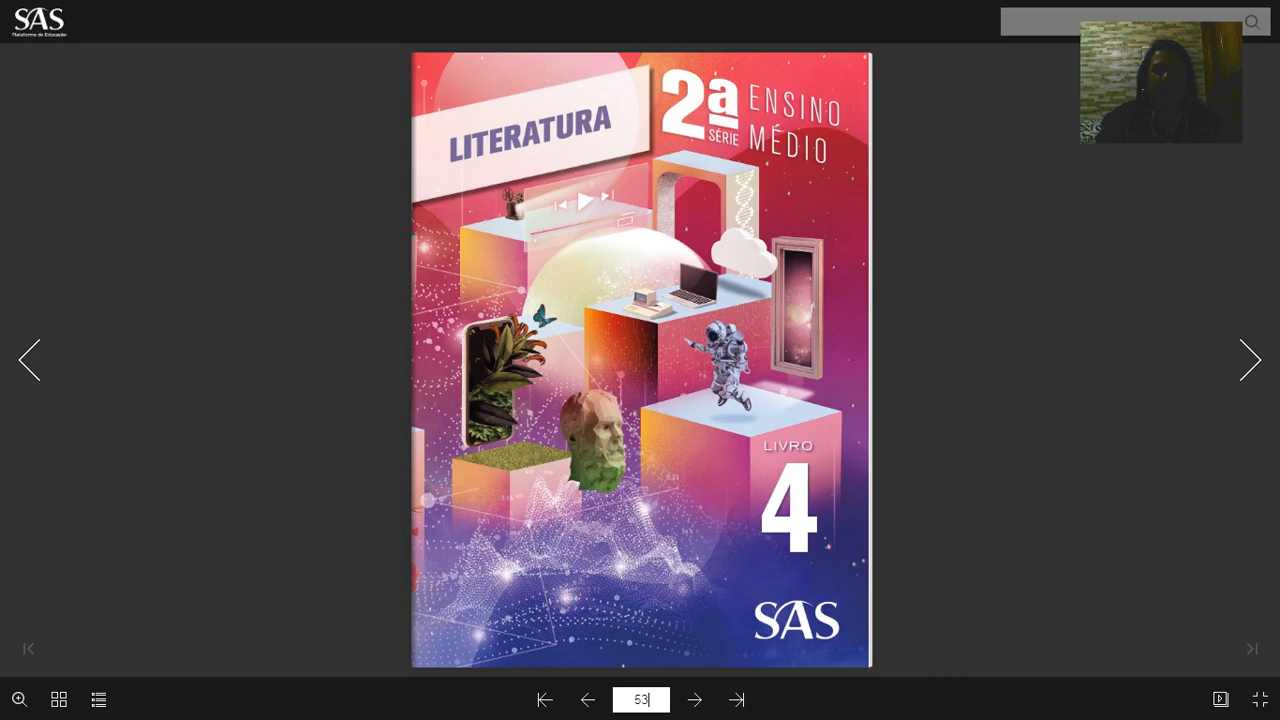 SAS
Plataforma de Educação
LITERATURA
2ª
SÉRIE
ENSINO
MÉDIO
LIVRO
4
SAS
53